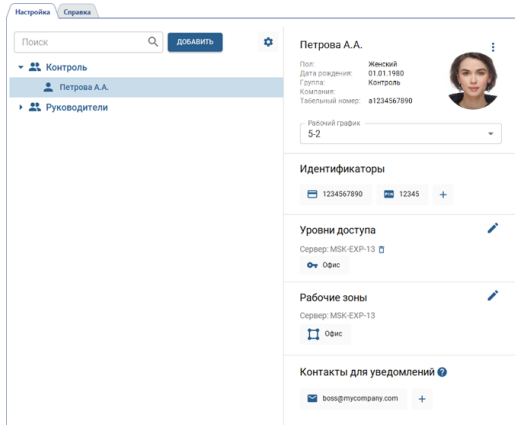 Настройка Справка
Поиск
ДОБАВИТЬ
Контроль
Петрова А.А.
Руководители
Петрова А.А.
Пол: Женский
Дата рождения: 01.01.1980
Группа: Контроль
Компания:
Табельный номер: a1234567890
Рабочий график
5-2
Идентификаторы
1234567890
PIN 12345 +
Уровни доступа
Сервер: MSK-EXP-13
Офис
Рабочие зоны
Сервер: MSK-EXP-13
Офис
Контакты для уведомлений ?
boss@mycompany.com +